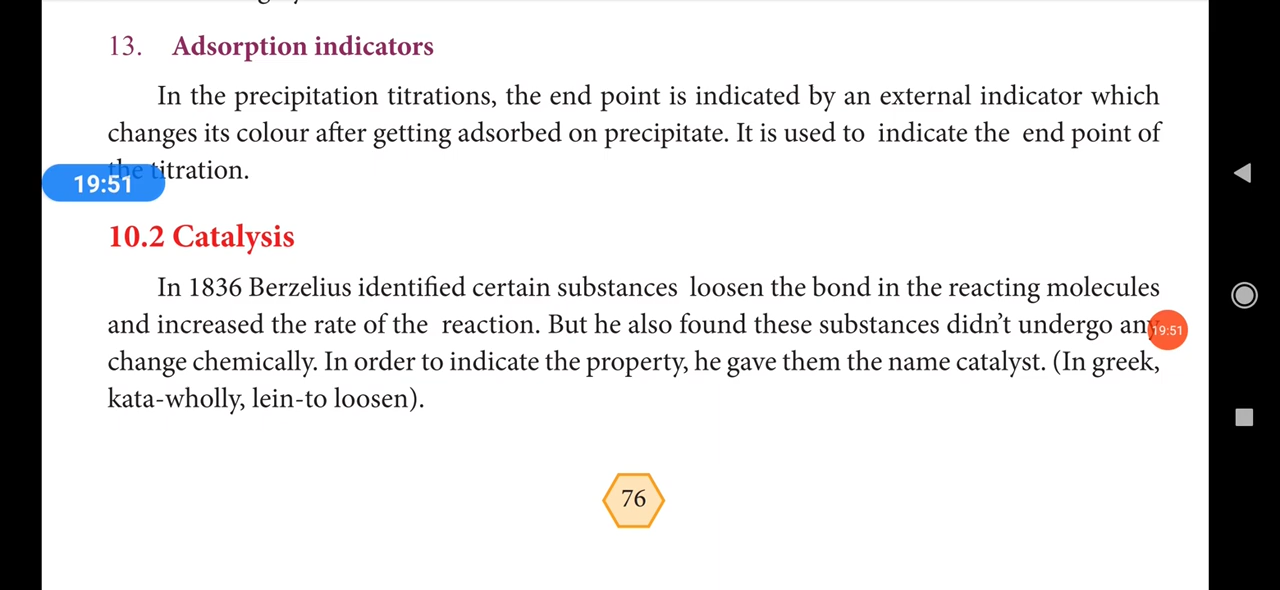 13. Adsorption indicators
In the precipitation titrations, the end point is indicated by an external indicator which
changes its colour after getting adsorbed on precipitate. It is used to indicate the end point of
the titration.
19:51
10.2 Catalysis
In 1836 Berzelius identified certain substances loosen the bond in the reacting molecules
and increased the rate of the reaction. But he also found these substances didn't undergo any
19:51
change chemically. In order to indicate the property, he gave them the name catalyst. (In greek,
kata-wholly, lein-to loosen).
76